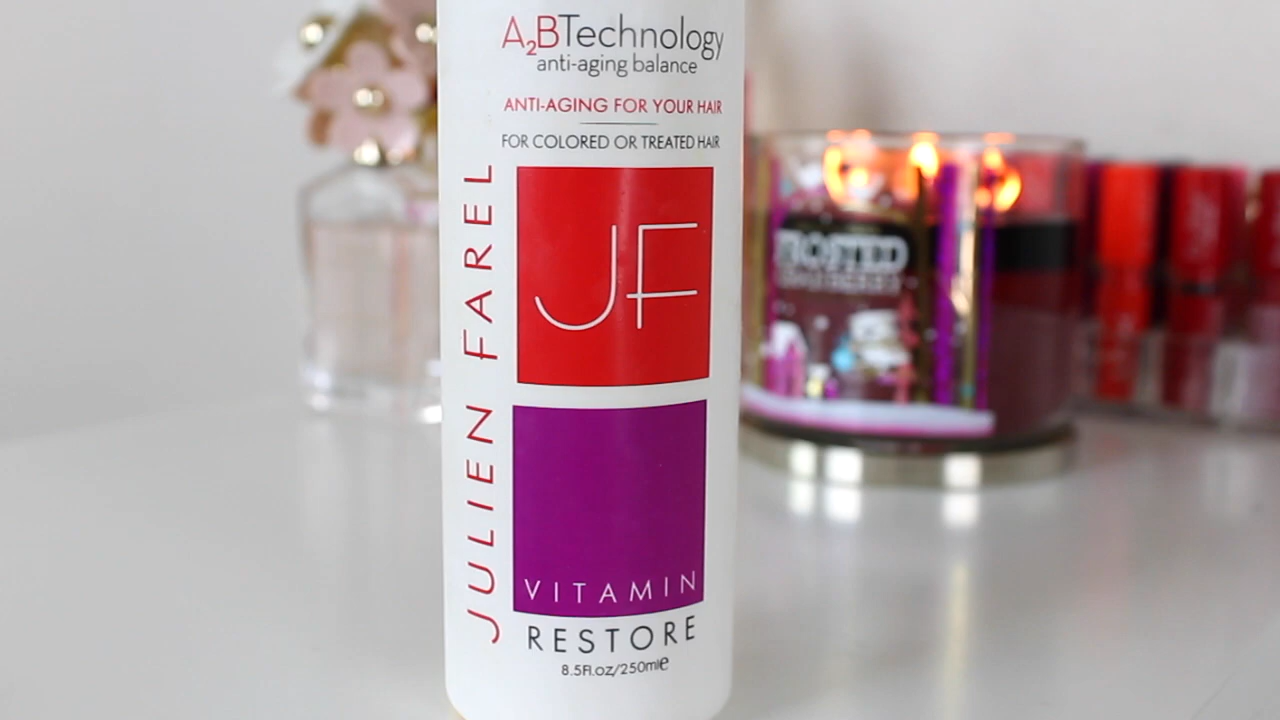 A₂BTechnology
anti-aging balance
ANTI-AGING FOR YOUR HAIR
FOR COLORED OR TREATED HAIR
JULIEN FAREL
JF
VITAMIN
RESTORE
8.5Fl.oz/250ml℮
FROSTED